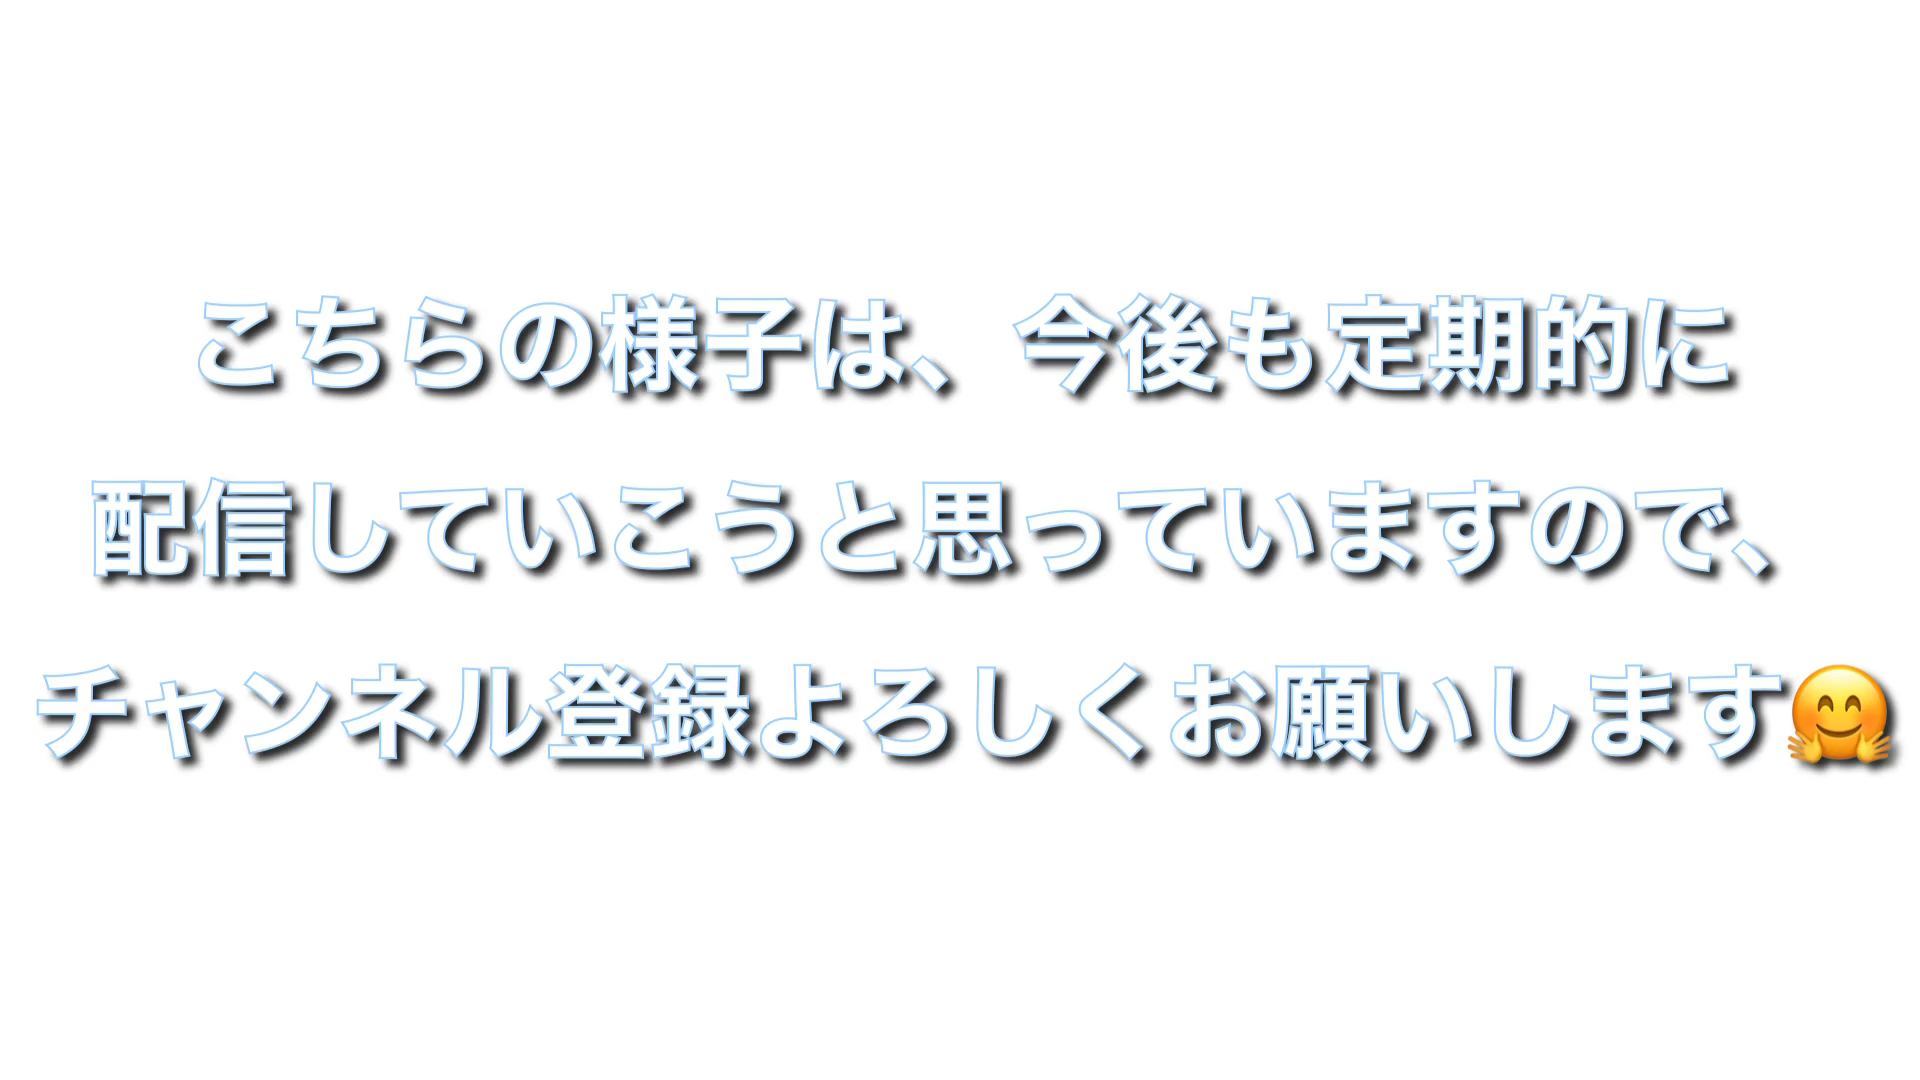 こちらの様子は、今後も定期的に
配信していこうと思っていますので、
チャンネル登録よろしくお願いします🤗